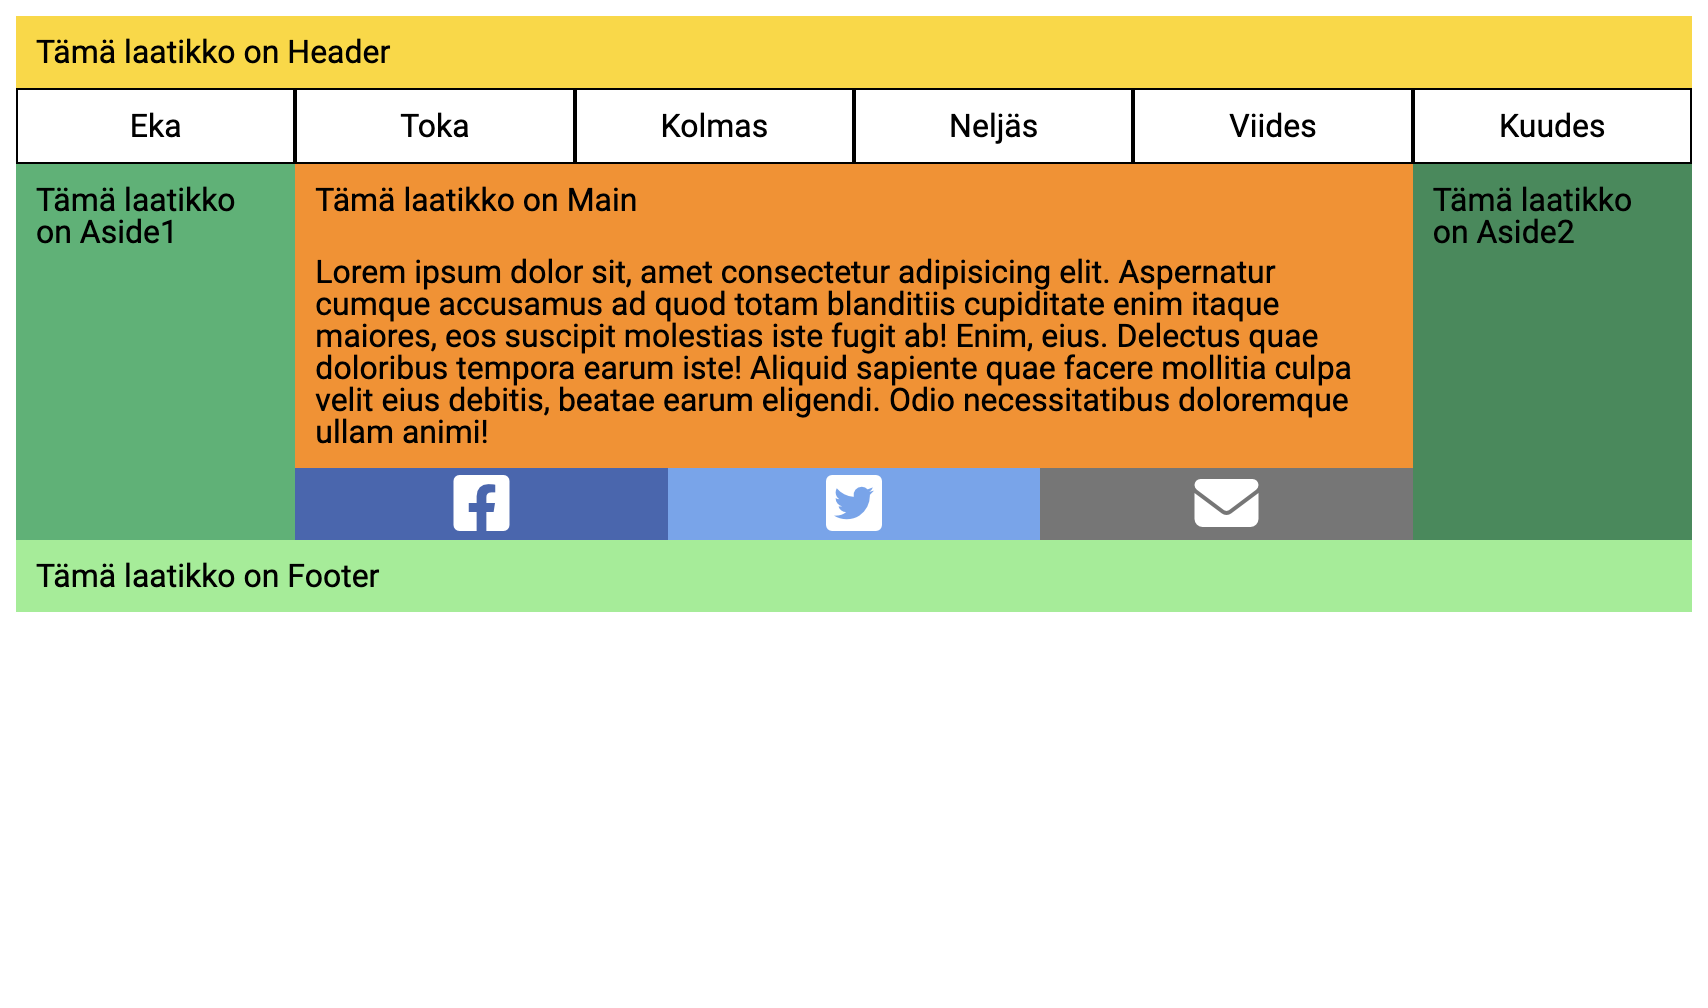 Tämä laatikko on Header
Eka
Toka
Kolmas
Neljäs
Viides
Kuudes
Tämä laatikko
on Aside1
Tämä laatikko on Main
Lorem ipsum dolor sit, amet consectetur adipisicing elit. Aspernatur
cumque accusamus ad quod totam blanditiis cupiditate enim itaque
maiores, eos suscipit molestias iste fugit ab! Enim, eius. Delectus quae
doloribus tempora earum iste! Aliquid sapiente quae facere mollitia culpa
velit eius debitis, beatae earum eligendi. Odio necessitatibus doloremque
ullam animi!
Tämä laatikko
on Aside2
Tämä laatikko on Footer